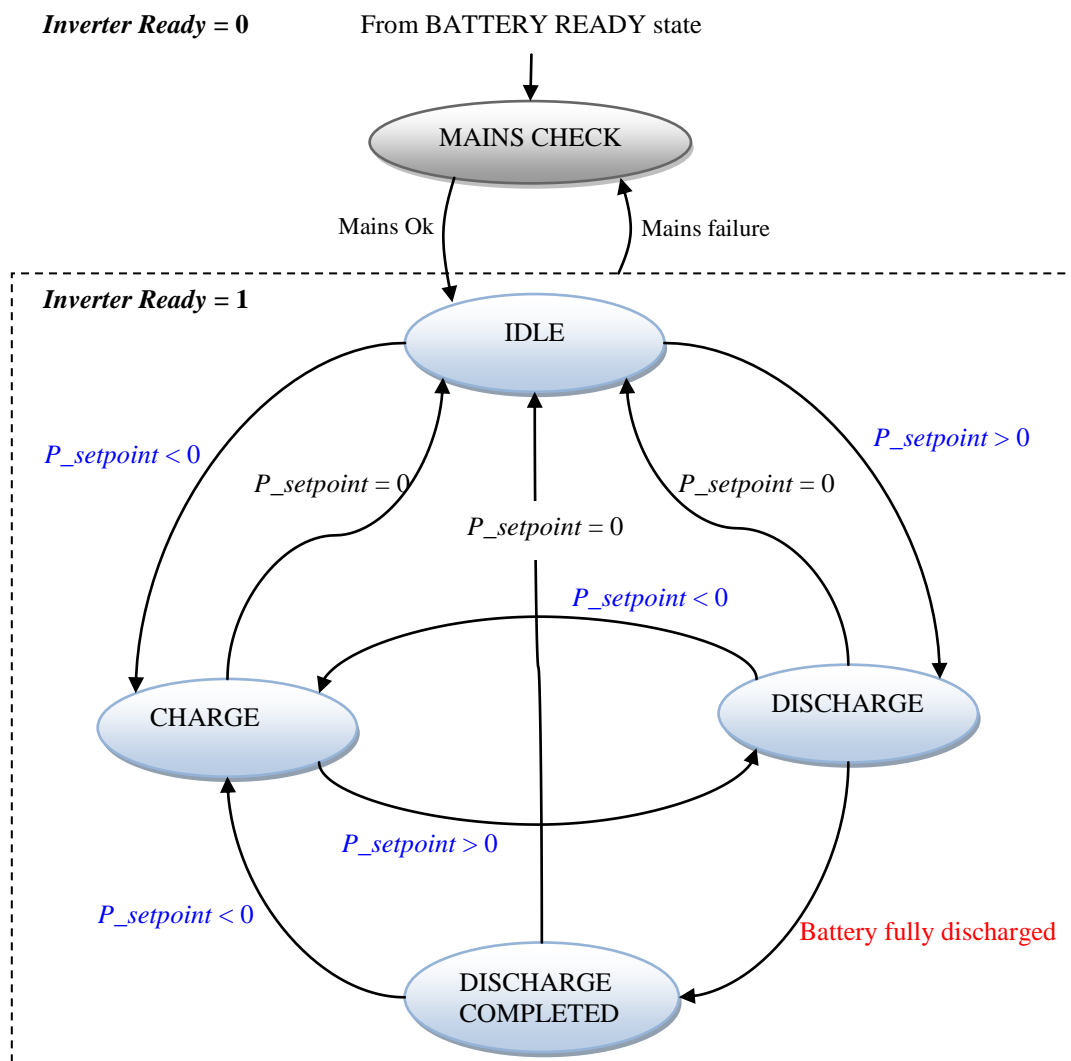 Inverter Ready = 0
From BATTERY READY state
MAINS CHECK
Mains Ok
Mains failure
Inverter Ready = 1
IDLE
P_setpoint < 0
P_setpoint > 0
P_setpoint = 0
P_setpoint = 0
P_setpoint = 0
P_setpoint < 0
CHARGE
DISCHARGE
P_setpoint > 0
P_setpoint < 0
Battery fully discharged
DISCHARGE
COMPLETED